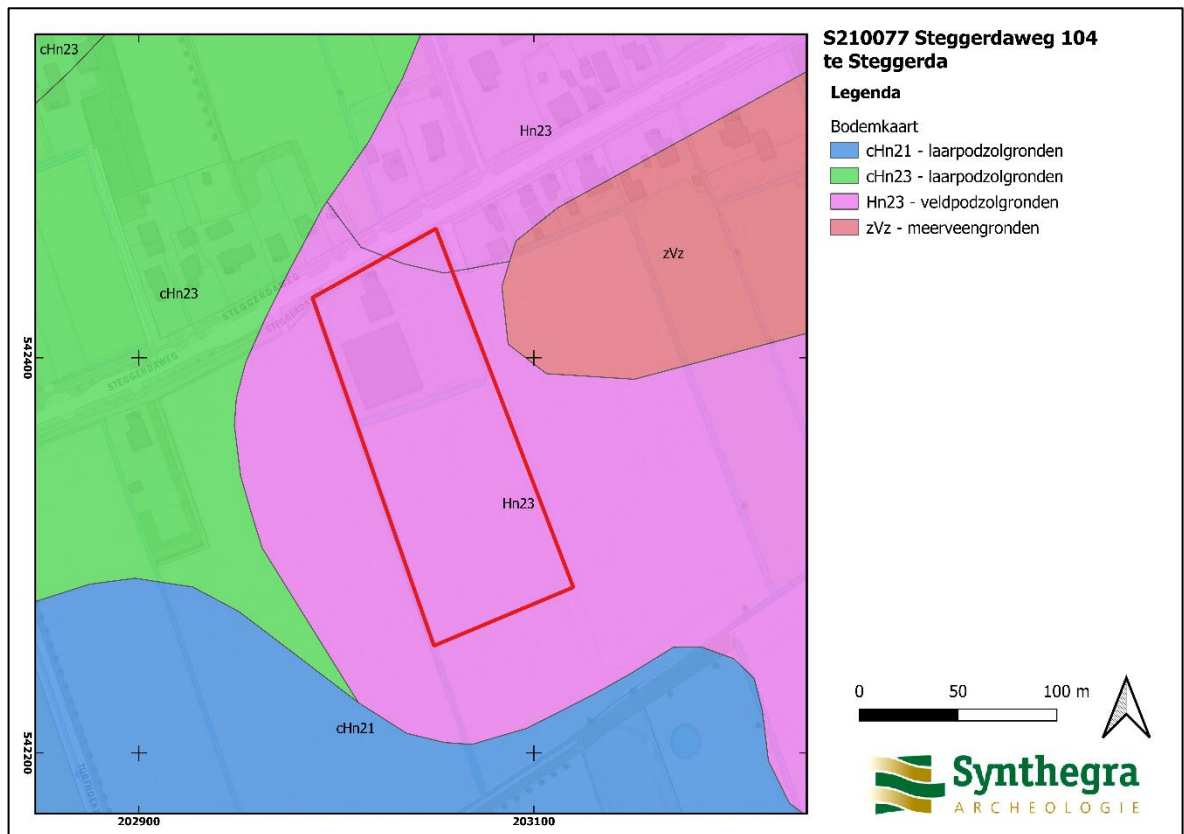 S210077 Steggerdaweg 104
te Steggerda
Legenda
Bodemkaart
cHn21 - laarpodzolgronden
cHn23 - laarpodzolgronden
Hn23 - veldpodzolgronden
zVz - meerveengronden
cHn23
Hn23
zVz
cHn23
STEGGERDAWEG
STEGGERDAWEG
542400
Hn23
cHn21
542200
202900
203100
0 50 100 m
Synthegra
ARCHEOLOGIE